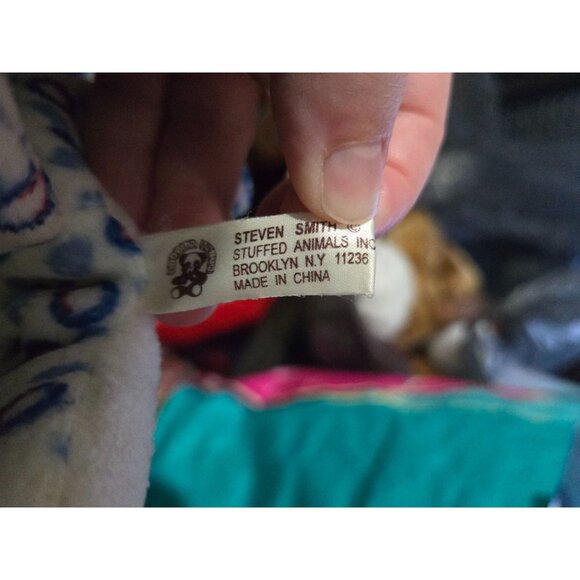 STEVEN SMITH ©
STUFFED ANIMALS INC
BROOKLYN N.Y 11236
MADE IN CHINA